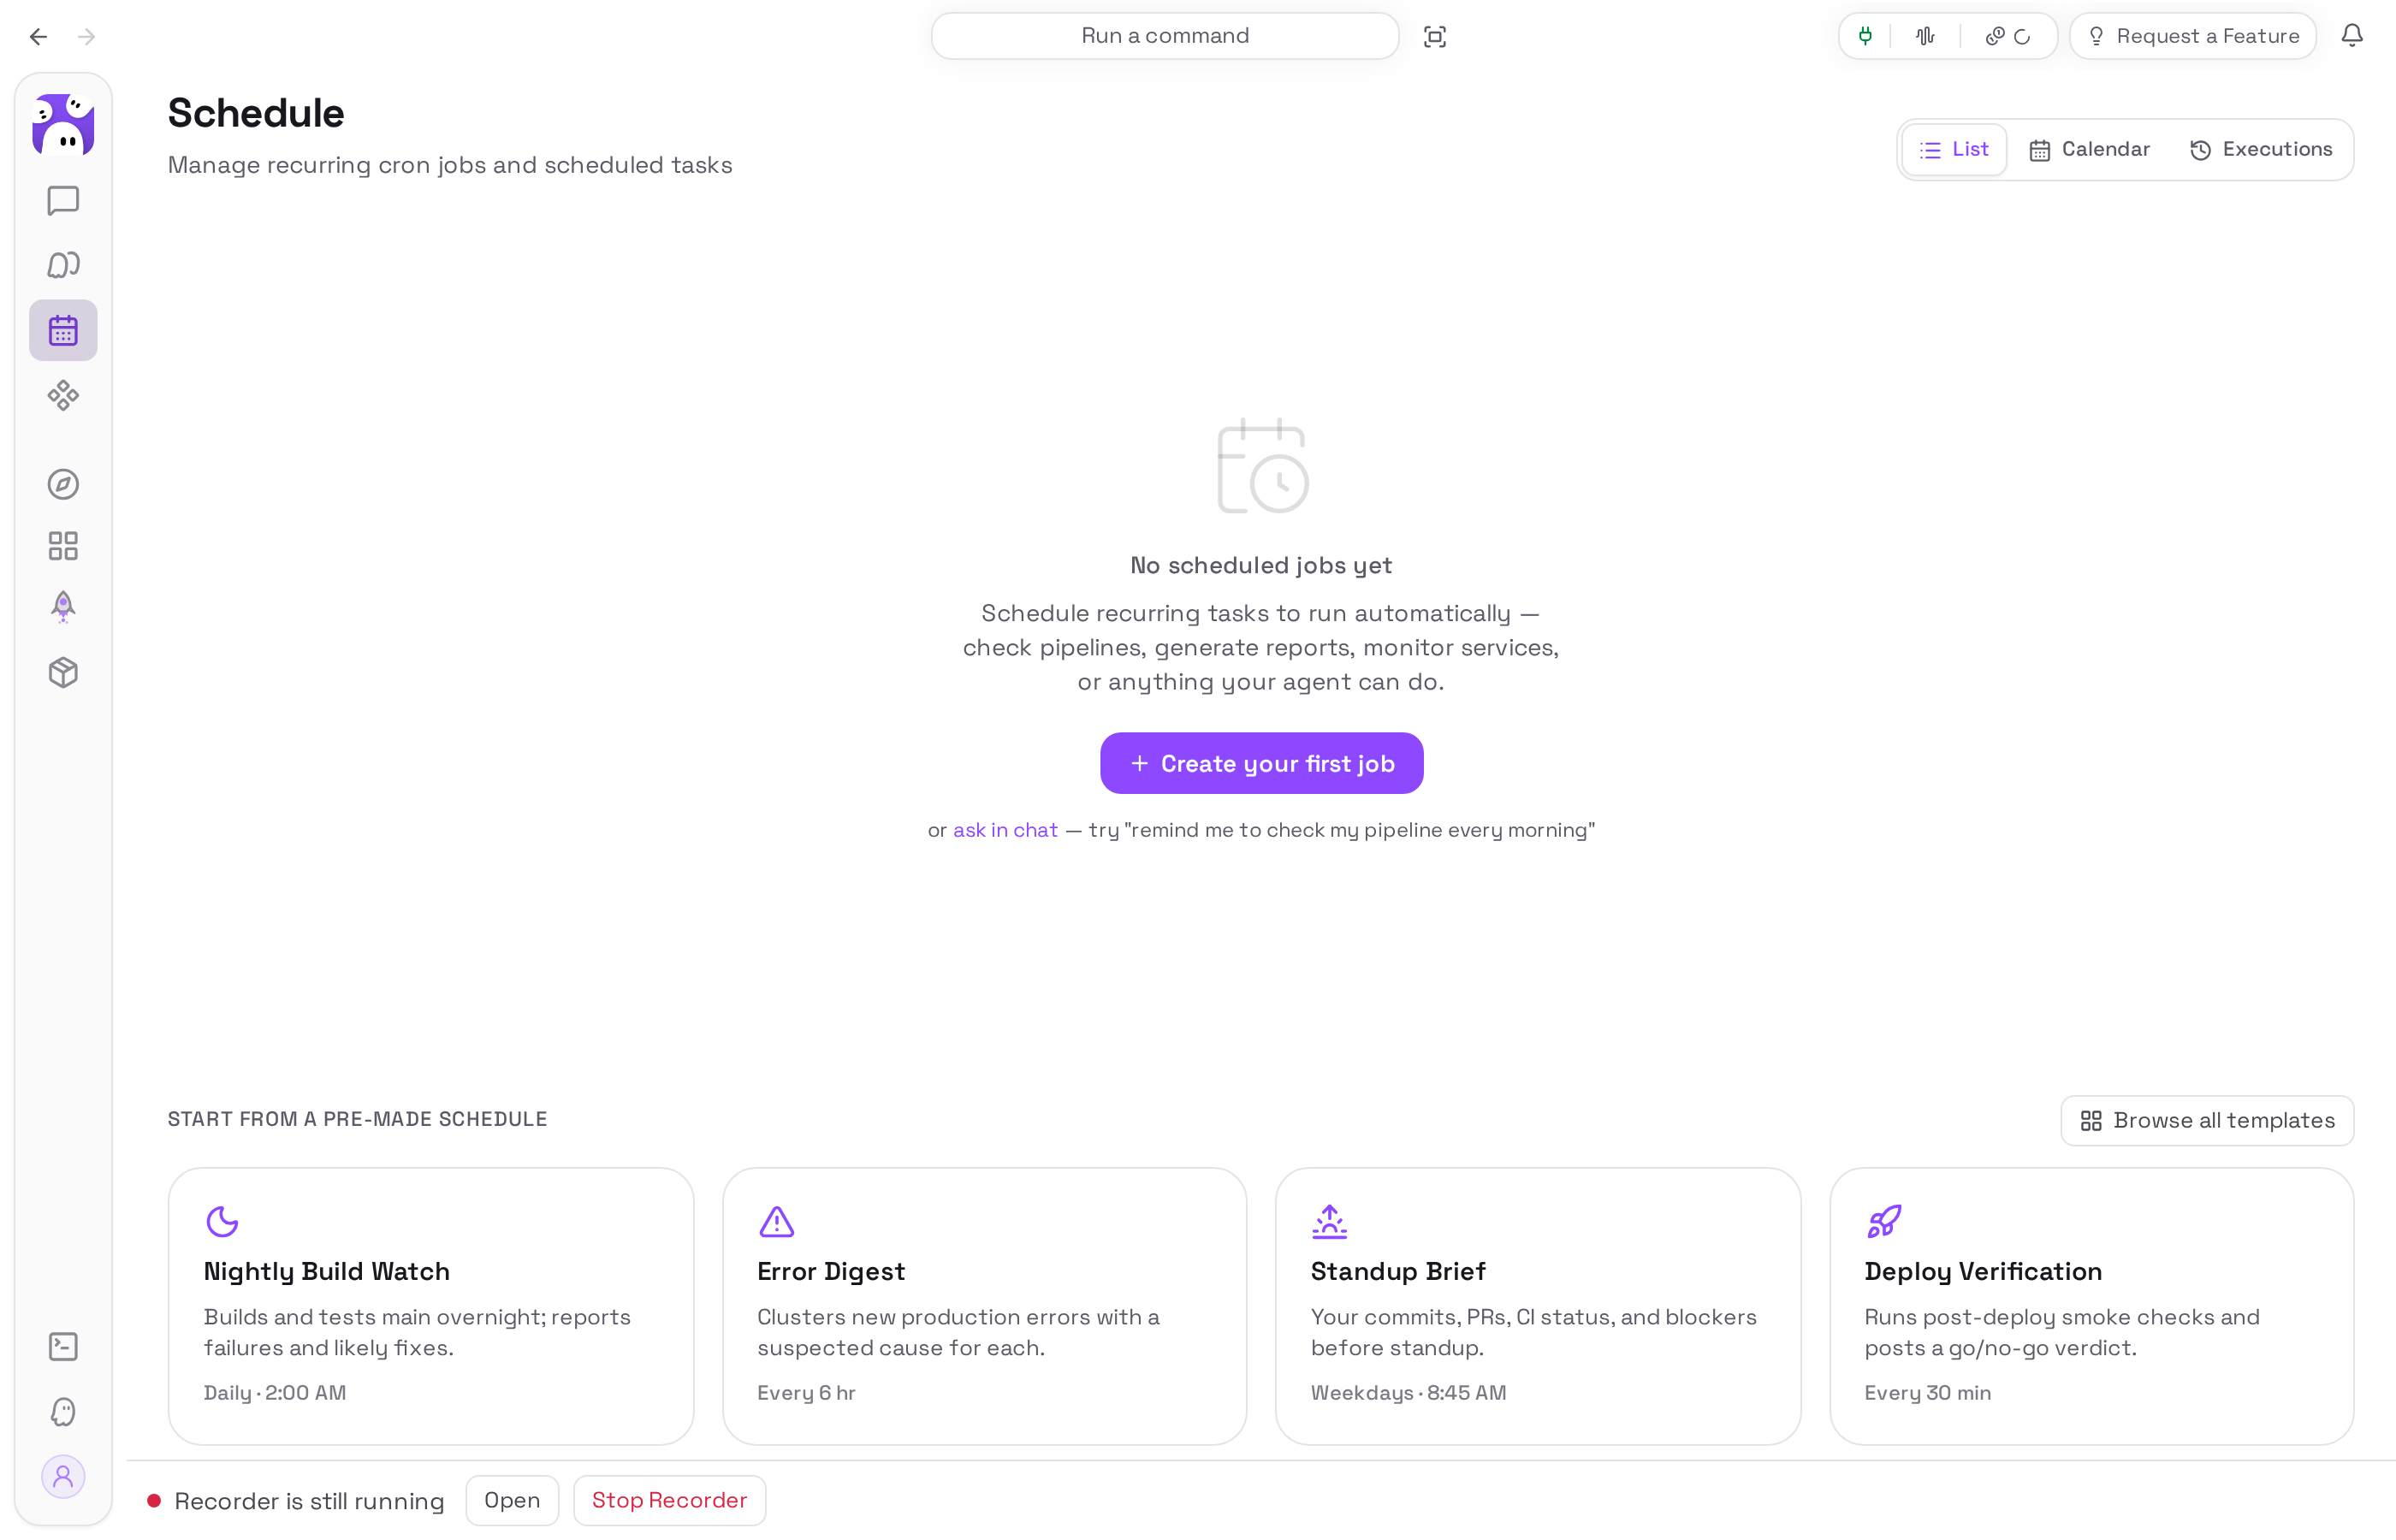 Run a command
Request a Feature
Schedule
Manage recurring cron jobs and scheduled tasks
List
Calendar
Executions
No scheduled jobs yet
Schedule recurring tasks to run automatically —
check pipelines, generate reports, monitor services,
or anything your agent can do.
+ Create your first job
or ask in chat — try "remind me to check my pipeline every morning"
START FROM A PRE-MADE SCHEDULE
Browse all templates
Nightly Build Watch
Builds and tests main overnight; reports
failures and likely fixes.
Daily · 2:00 AM
Error Digest
Clusters new production errors with a
suspected cause for each.
Every 6 hr
Standup Brief
Your commits, PRs, CI status, and blockers
before standup.
Weekdays · 8:45 AM
Deploy Verification
Runs post-deploy smoke checks and
posts a go/no-go verdict.
Every 30 min
Recorder is still running
Open
Stop Recorder